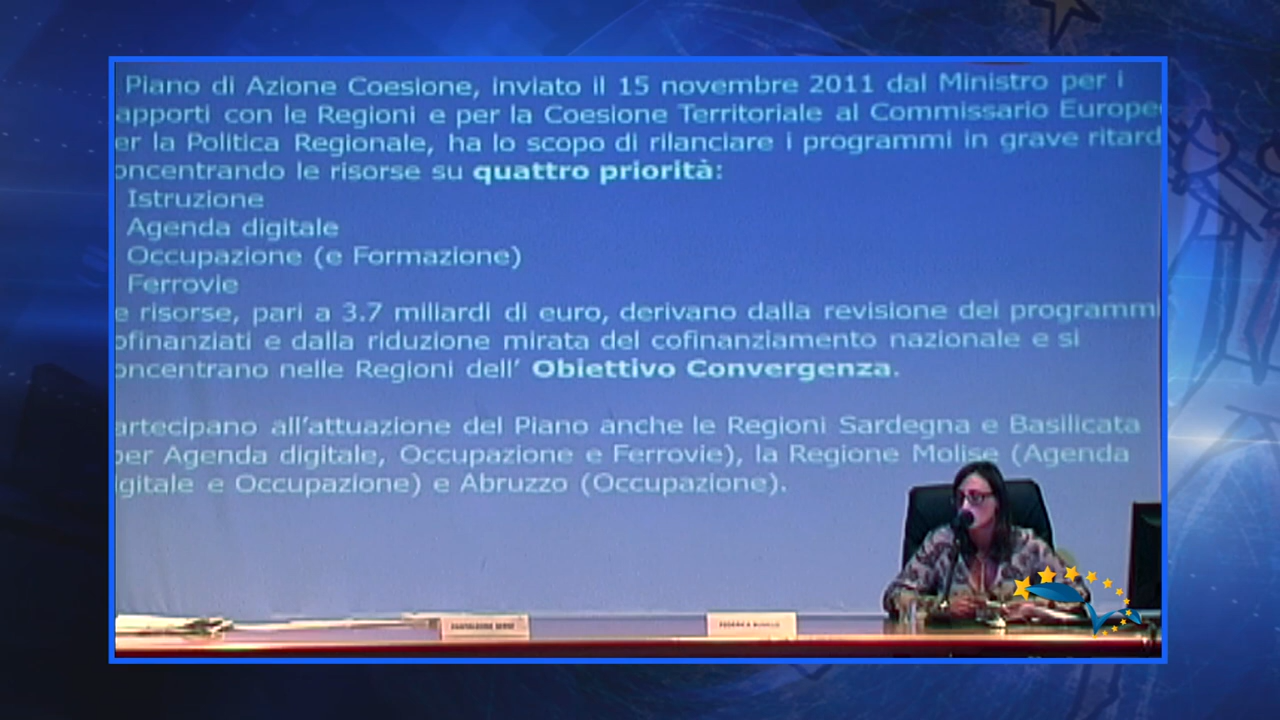 Piano di Azione Coesione, inviato il 15 novembre 2011 dal Ministro per i
apporti con le Regioni e per la Coesione Territoriale al Commissario Europe
er la Politica Regionale, ha lo scopo di rilanciare i programmi in grave ritard
oncentrando le risorse su quattro priorità:
Istruzione
Agenda digitale
Occupazione (e Formazione)
Ferrovie
e risorse, pari a 3.7 miliardi di euro, derivano dalla revisione dei programmi
ofinanziati e dalla riduzione mirata del cofinanziamento nazionale e si
oncentrano nelle Regioni dell’ Obiettivo Convergenza.
artecipano all’attuazione del Piano anche le Regioni Sardegna e Basilicata
per Agenda digitale, Occupazione e Ferrovie), la Regione Molise (Agenda
igitale e Occupazione) e Abruzzo (Occupazione).